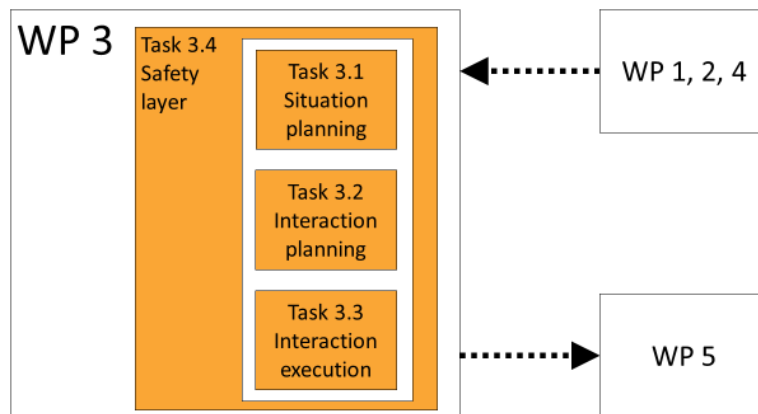 WP 3
Task 3.4
Safety
layer
Task 3.1
Situation
planning
Task 3.2
Interaction
planning
Task 3.3
Interaction
execution
WP 1, 2, 4
WP 5